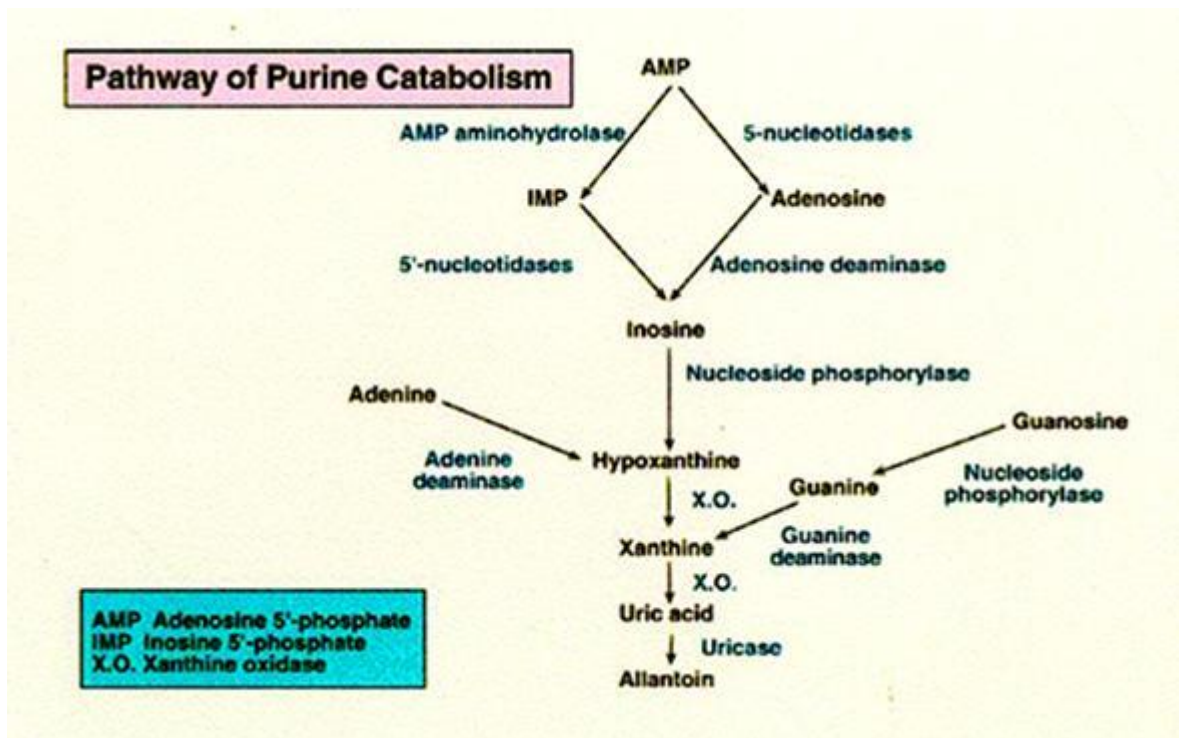 Pathway of Purine Catabolism
AMP
AMP aminohydrolase
5-nucleotidases
IMP
Adenosine
5'-nucleotidases
Adenosine deaminase
Inosine
Nucleoside phosphorylase
Adenine
Guanosine
Adenine
deaminase
Hypoxanthine
Nucleoside
phosphorylase
X.O.
Guanine
Xanthine
Guanine
deaminase
X.O.
Uric acid
Uricase
Allantoin
AMP Adenosine 5'-phosphate
IMP Inosine 5'-phosphate
X.O. Xanthine oxidase